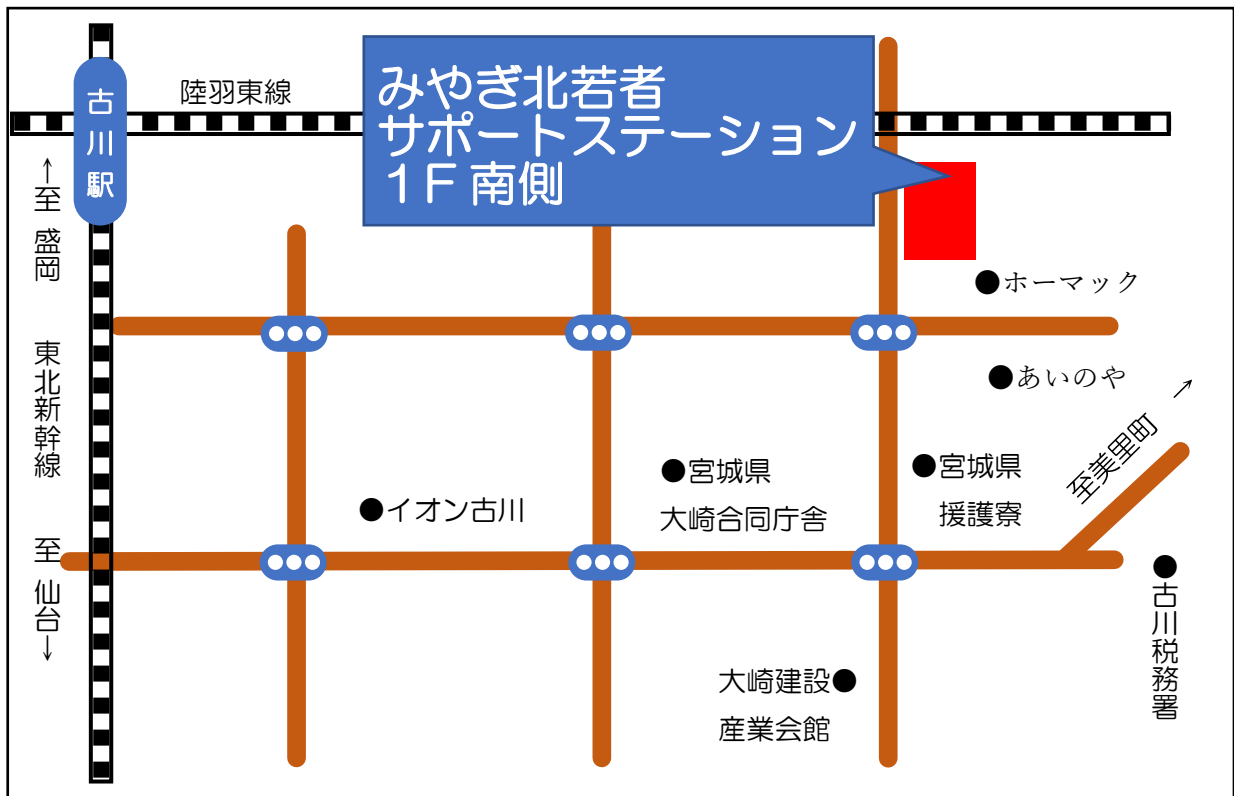 陸羽東線
古川駅
みやぎ北若者
サポートステーション
1F南側
←至 盛岡
●ホーマック
東北新幹線
●あいのや
至美里町 →
●宮城県
大崎合同庁舎
●宮城県
援護寮
●イオン古川
至 仙台→
●古川税務署
大崎建設●
産業会館